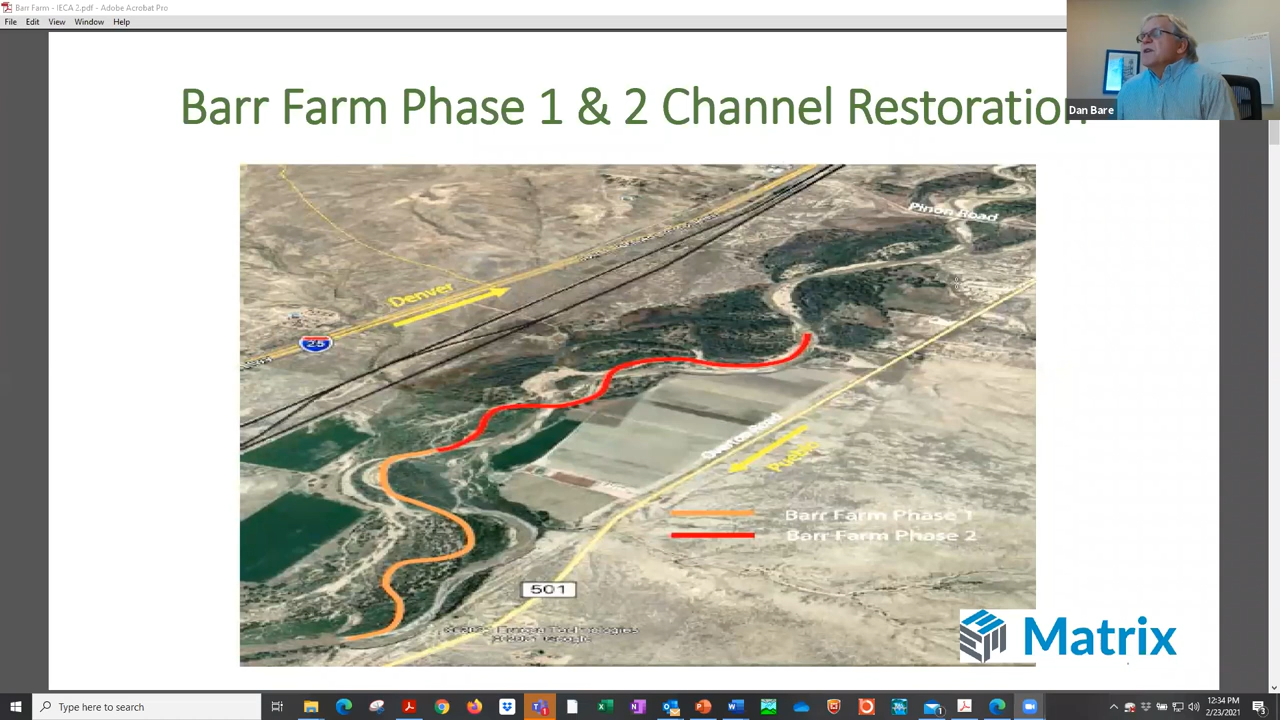 Barr Farm - IECA 2.pdf - Adobe Acrobat Pro
File Edit View Window Help
Dan Bare
Barr Farm Phase 1 & 2 Channel Restoration
Pinon Road
Denver
25
Road
Pueblo
Barr Farm Phase 1
Barr Farm Phase 2
501
Matrix
Type here to search
12:34 PM
2/23/2021